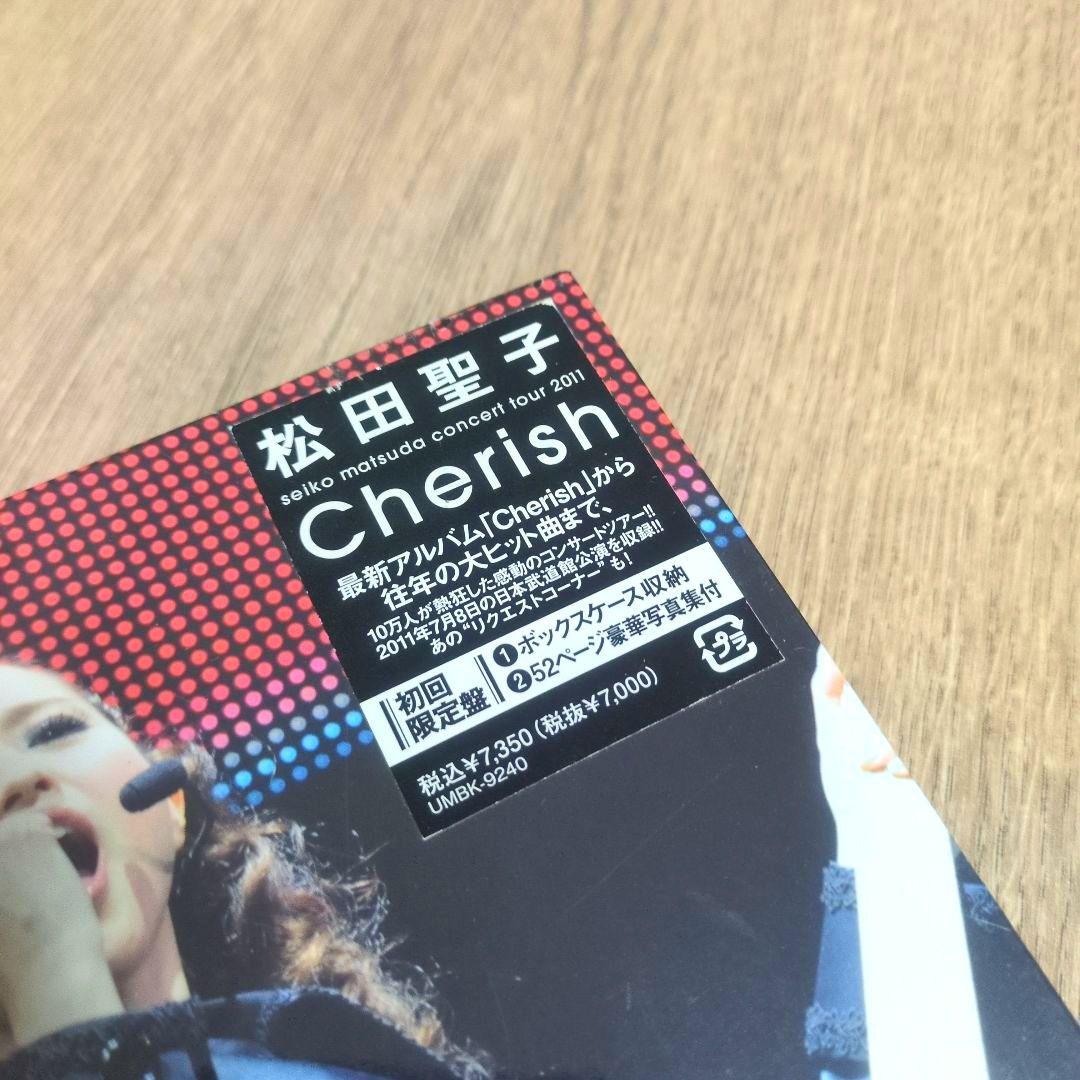 松田聖子
seiko matsuda concert tour 2011
Cherish
最新アルバム「Cherish」から
往年の大ヒット曲まで、
10万人が熱狂した感動のコンサートツアー!!
2011年7月8日の日本武道館公演を収録!!
あの“リクエストコーナー”も!
初回
限定盤
❶ボックスケース収納
❷52ページ豪華写真集付
プラ
税込¥7,350(税抜¥7,000)
UMBK-9240